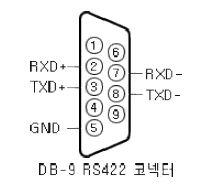 ①
⑥
RXD+ ② ⑦ RXD-
TXD+ ③ ⑧ TXD-
④ ⑨
GND ⑤
DB-9 RS422 코넥터